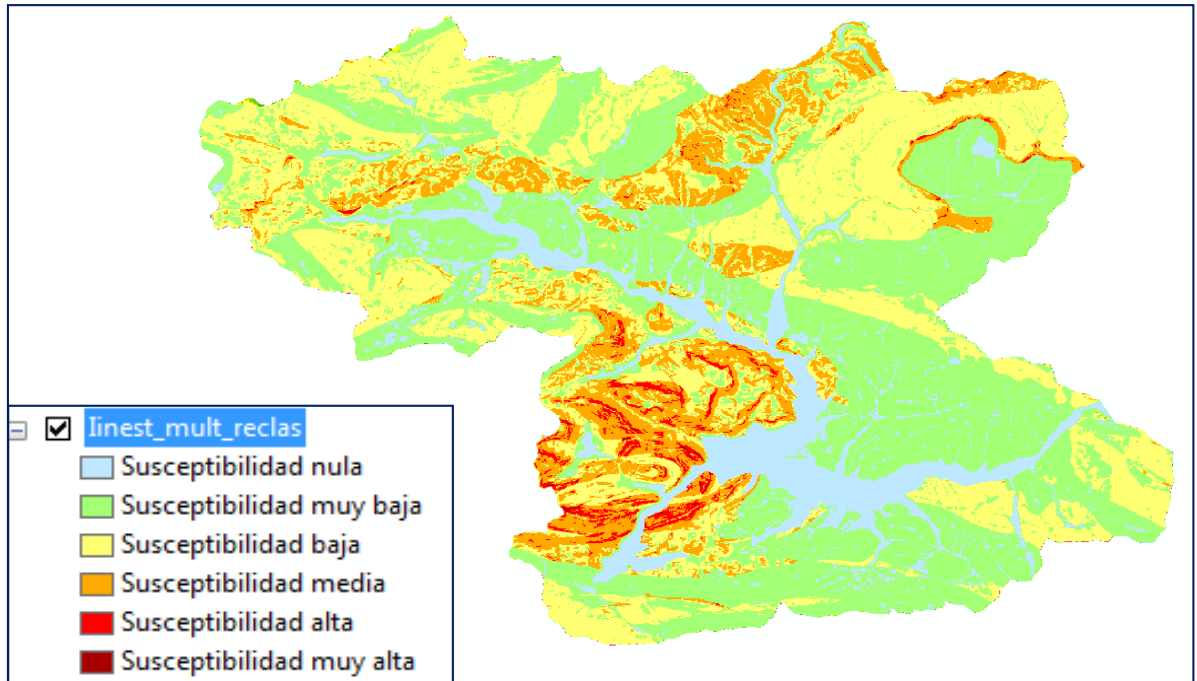 Iinest_mult_reclas
Susceptibilidad nula
Susceptibilidad muy baja
Susceptibilidad baja
Susceptibilidad media
Susceptibilidad alta
Susceptibilidad muy alta